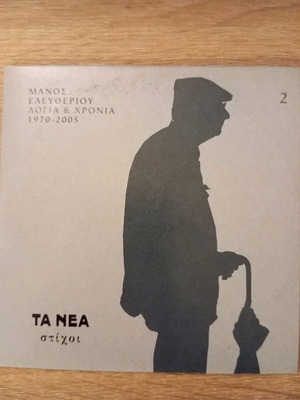 ΜΑΝΟΣ
ΕΛΕΥΘΕΡΙΟΥ
ΛΟΓΙΑ & ΧΡΟΝΙΑ
1970-2005
2
ΤΑ ΝΕΑ
στίχοι